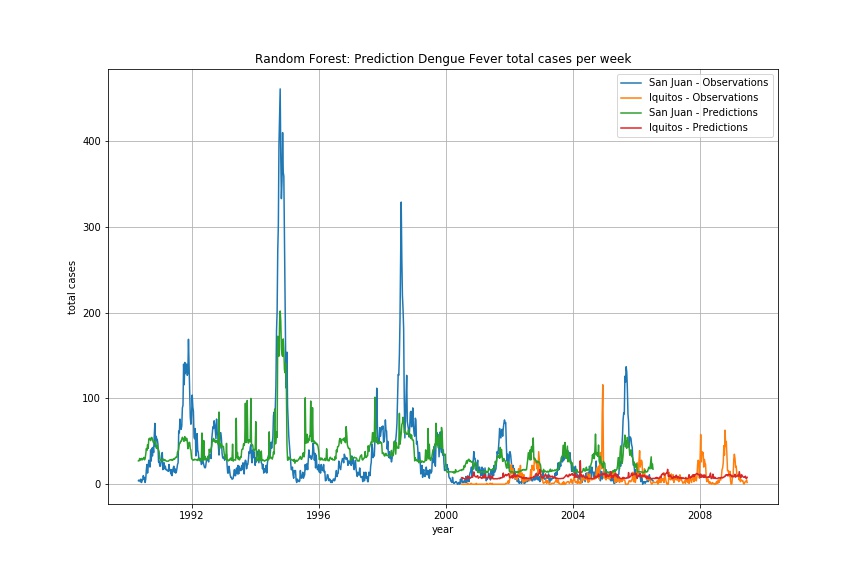 Random Forest: Prediction Dengue Fever total cases per week
San Juan - Observations
Iquitos - Observations
San Juan - Predictions
Iquitos - Predictions
400
300
200
100
0
total cases
1992 1996 2000 2004 2008
year